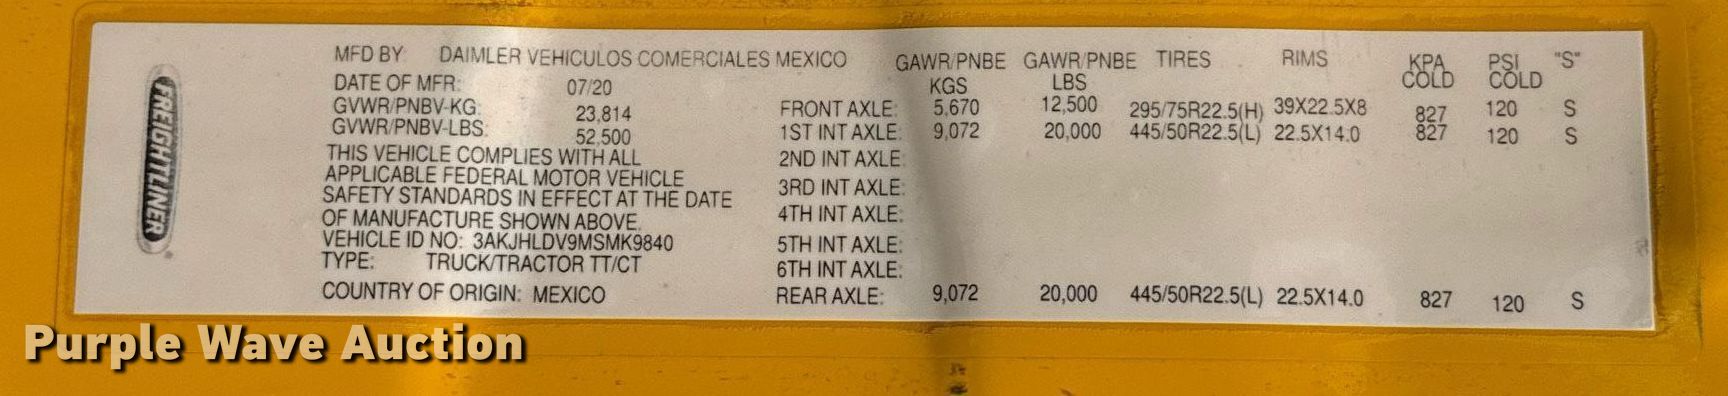 FREIGHTLINER
MFD BY: DAIMLER VEHICULOS COMERCIALES MEXICO
DATE OF MFR: 07/20
GVWR/PNBV-KG: 23,814
GVWR/PNBV-LBS: 52,500
THIS VEHICLE COMPLIES WITH ALL
APPLICABLE FEDERAL MOTOR VEHICLE
SAFETY STANDARDS IN EFFECT AT THE DATE
OF MANUFACTURE SHOWN ABOVE.
VEHICLE ID NO: 3AKJHLDV9MSMK9840
TYPE: TRUCK/TRACTOR TT/CT
COUNTRY OF ORIGIN: MEXICO
GAWR/PNBE KGS GAWR/PNBE LBS TIRES RIMS KPA COLD PSI COLD "S"
FRONT AXLE: 5,670 12,500 295/75R22.5(H) 39X22.5X8 827 120 S
1ST INT AXLE: 9,072 20,000 445/50R22.5(L) 22.5X14.0 827 120 S
2ND INT AXLE:
3RD INT AXLE:
4TH INT AXLE:
5TH INT AXLE:
6TH INT AXLE:
REAR AXLE: 9,072 20,000 445/50R22.5(L) 22.5X14.0 827 120 S
Purple Wave Auction